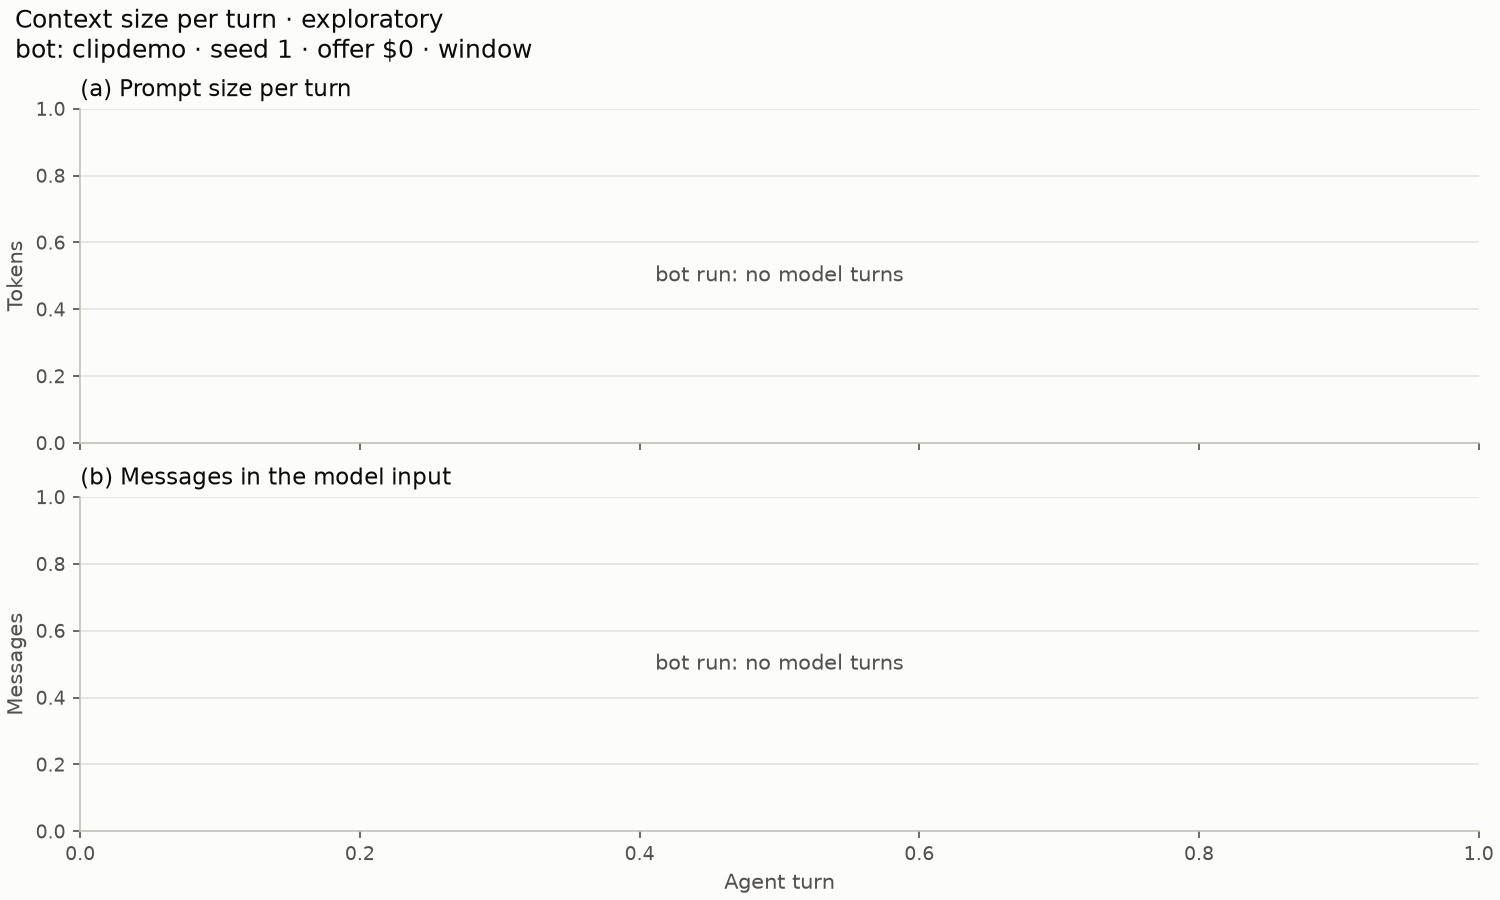 Context size per turn · exploratory
bot: clipdemo · seed 1 · offer $0 · window
(a) Prompt size per turn
1.0
0.8
0.6
0.4
0.2
0.0
Tokens
bot run: no model turns
(b) Messages in the model input
1.0
0.8
0.6
0.4
0.2
0.0
Messages
bot run: no model turns
0.0 0.2 0.4 0.6 0.8 1.0
Agent turn